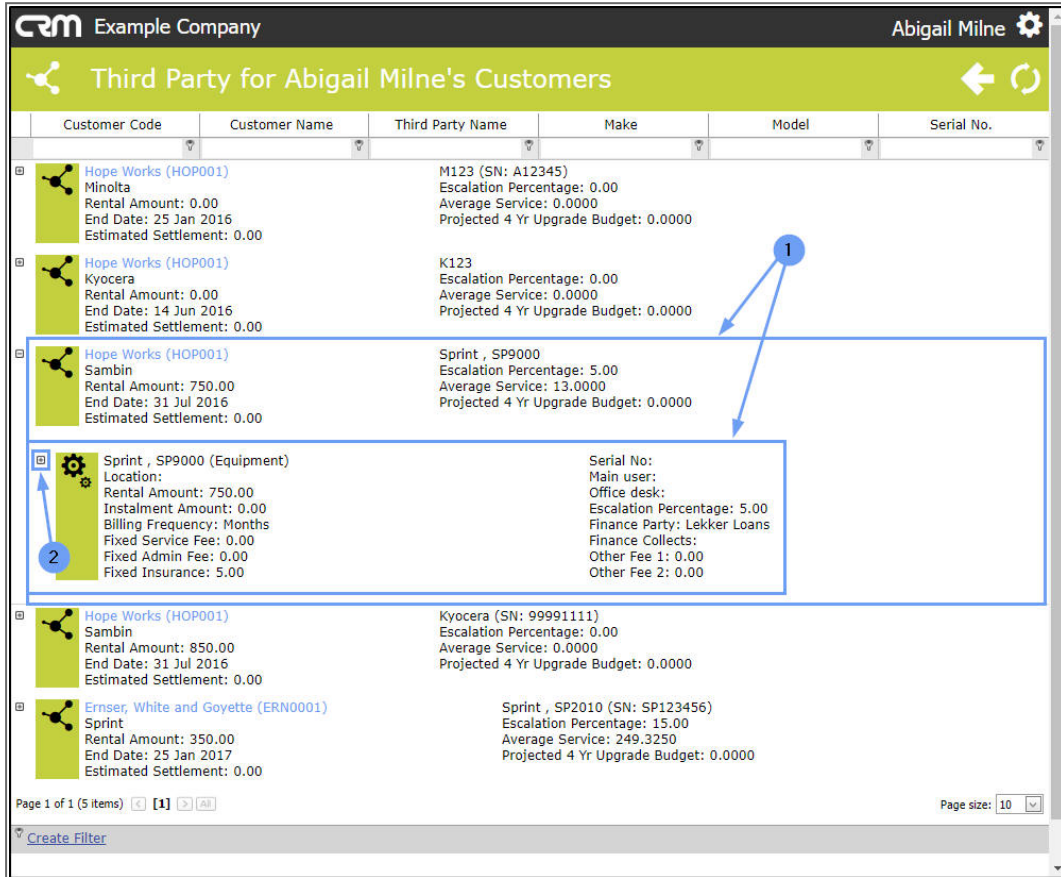 CRM Example Company Abigail Milne
Third Party for Abigail Milne's Customers
Customer Code Customer Name Third Party Name Make Model Serial No.
Hope Works (HOP001) M123 (SN: A12345)
Minolta Escalation Percentage: 0.00
Rental Amount: 0.00 Average Service: 0.0000
End Date: 25 Jan 2016 Projected 4 Yr Upgrade Budget: 0.0000
Estimated Settlement: 0.00
1
Hope Works (HOP001) K123
Kyocera Escalation Percentage: 0.00
Rental Amount: 0.00 Average Service: 0.0000
End Date: 14 Jun 2016 Projected 4 Yr Upgrade Budget: 0.0000
Estimated Settlement: 0.00
Hope Works (HOP001) Sprint , SP9000
Sambin Escalation Percentage: 5.00
Rental Amount: 750.00 Average Service: 13.0000
End Date: 31 Jul 2016 Projected 4 Yr Upgrade Budget: 0.0000
Estimated Settlement: 0.00
Sprint , SP9000 (Equipment) Serial No:
Location: Main user:
Rental Amount: 750.00 Office desk:
Instalment Amount: 0.00 Escalation Percentage: 5.00
Billing Frequency: Months Finance Party: Lekker Loans
Fixed Service Fee: 0.00 Finance Collects:
2 Fixed Admin Fee: 0.00 Other Fee 1: 0.00
Fixed Insurance: 5.00 Other Fee 2: 0.00
Hope Works (HOP001) Kyocera (SN: 99991111)
Sambin Escalation Percentage: 0.00
Rental Amount: 850.00 Average Service: 0.0000
End Date: 31 Jul 2016 Projected 4 Yr Upgrade Budget: 0.0000
Estimated Settlement: 0.00
Ernser, White and Goyette (ERN0001) Sprint , SP2010 (SN: SP123456)
Sprint Escalation Percentage: 15.00
Rental Amount: 350.00 Average Service: 249.3250
End Date: 25 Jan 2017 Projected 4 Yr Upgrade Budget: 0.0000
Estimated Settlement: 0.00
Page 1 of 1 (5 items) [1] All Page size: 10
Create Filter